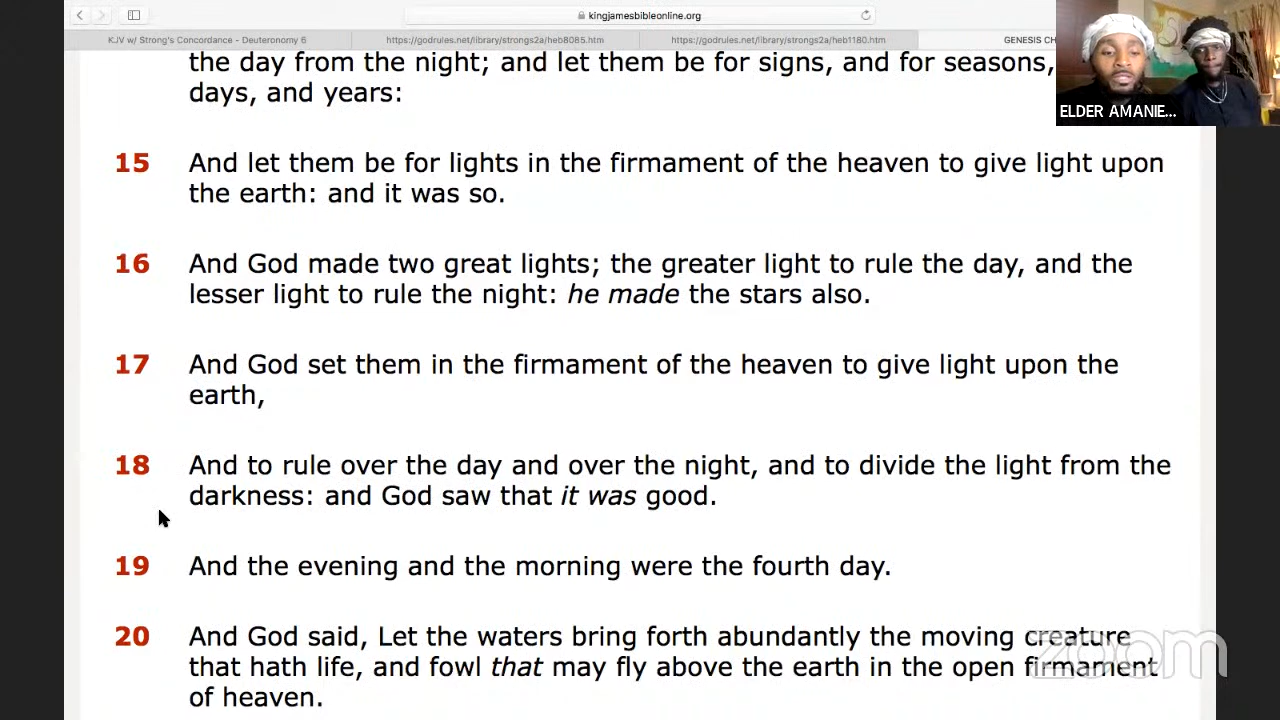 kingjamesbibleonline.org
KJV w/ Strong's Concordance - Deuteronomy 6
https://godrules.net/library/strongs2a/heb8085.htm
https://godrules.net/library/strongs2a/heb1180.htm
GENESIS CH
ELDER AMANIE...
the day from the night; and let them be for signs, and for seasons,
days, and years:
15 And let them be for lights in the firmament of the heaven to give light upon
the earth: and it was so.
16 And God made two great lights; the greater light to rule the day, and the
lesser light to rule the night: he made the stars also.
17 And God set them in the firmament of the heaven to give light upon the
earth,
18 And to rule over the day and over the night, and to divide the light from the
darkness: and God saw that it was good.
19 And the evening and the morning were the fourth day.
20 And God said, Let the waters bring forth abundantly the moving creature
that hath life, and fowl that may fly above the earth in the open firmament
of heaven.
zoom